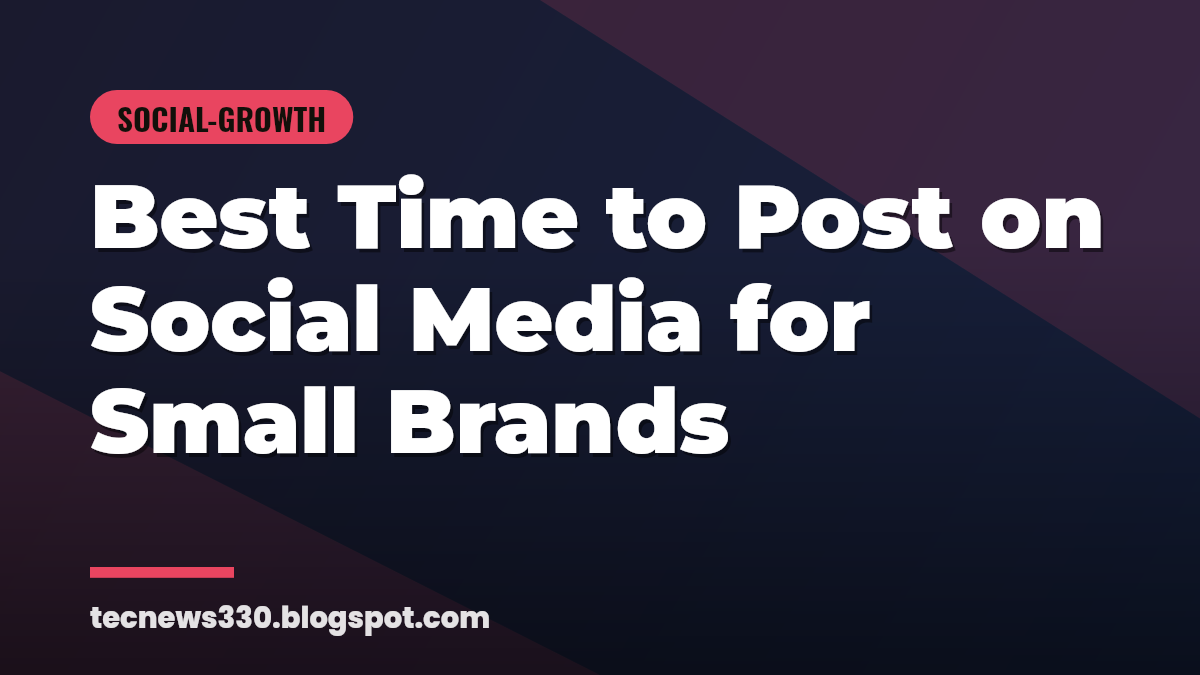 SOCIAL-GROWTH
Best Time to Post on
Social Media for
Small Brands
tecnews330.blogspot.com